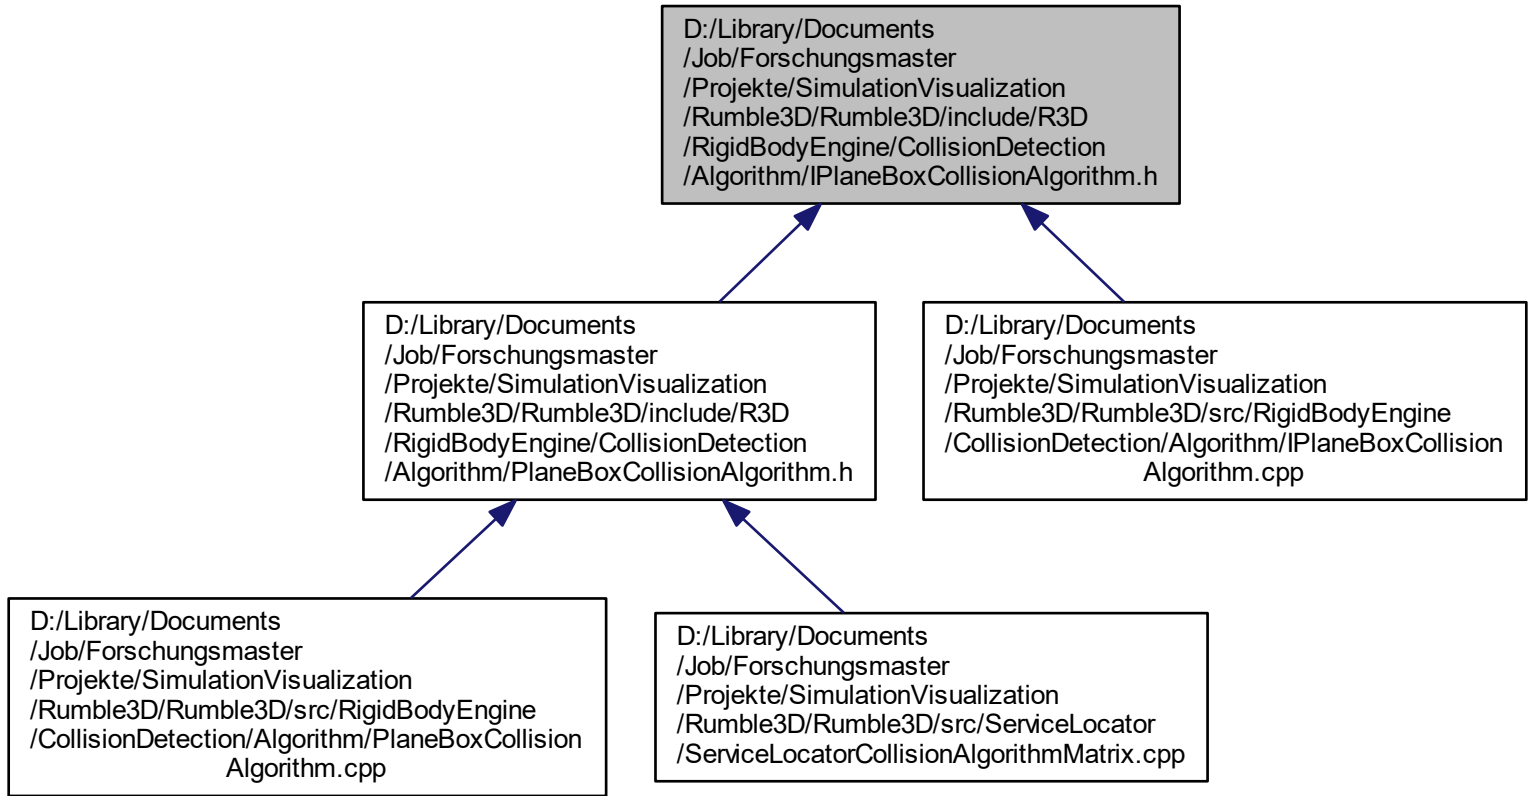 D:/Library/Documents
/Job/Forschungsmaster
/Projekte/SimulationVisualization
/Rumble3D/Rumble3D/include/R3D
/RigidBodyEngine/CollisionDetection
/Algorithm/IPlaneBoxCollisionAlgorithm.h
D:/Library/Documents
/Job/Forschungsmaster
/Projekte/SimulationVisualization
/Rumble3D/Rumble3D/include/R3D
/RigidBodyEngine/CollisionDetection
/Algorithm/PlaneBoxCollisionAlgorithm.h
D:/Library/Documents
/Job/Forschungsmaster
/Projekte/SimulationVisualization
/Rumble3D/Rumble3D/src/RigidBodyEngine
/CollisionDetection/Algorithm/IPlaneBoxCollision
Algorithm.cpp
D:/Library/Documents
/Job/Forschungsmaster
/Projekte/SimulationVisualization
/Rumble3D/Rumble3D/src/RigidBodyEngine
/CollisionDetection/Algorithm/PlaneBoxCollision
Algorithm.cpp
D:/Library/Documents
/Job/Forschungsmaster
/Projekte/SimulationVisualization
/Rumble3D/Rumble3D/src/ServiceLocator
/ServiceLocatorCollisionAlgorithmMatrix.cpp